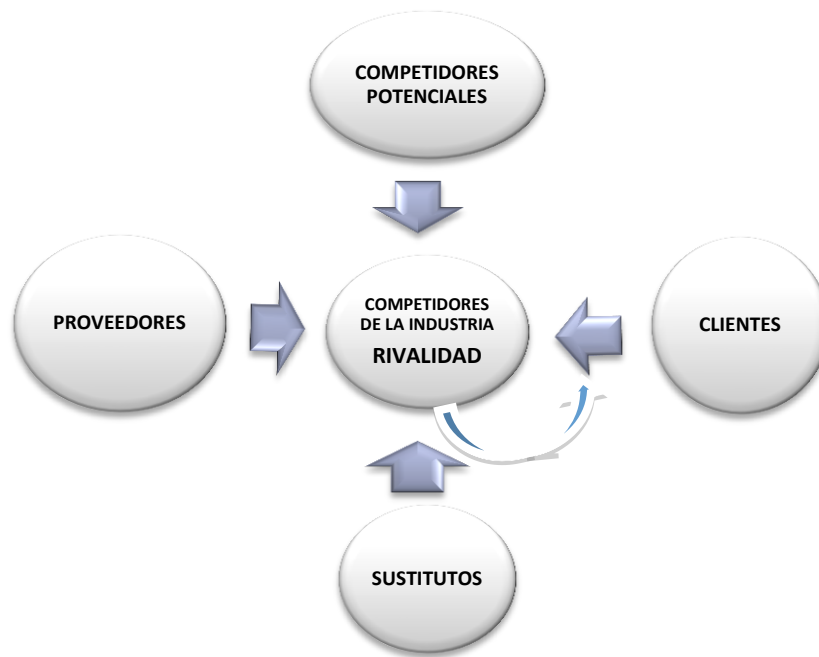 COMPETIDORES
POTENCIALES
PROVEEDORES
COMPETIDORES
DE LA INDUSTRIA
RIVALIDAD
CLIENTES
SUSTITUTOS